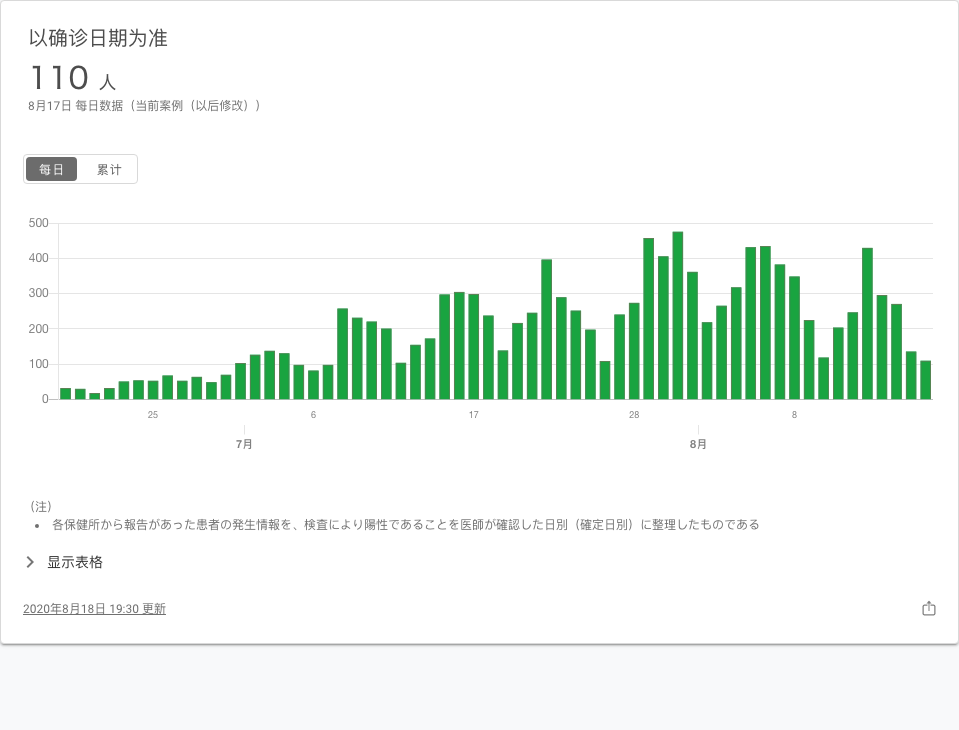 以确诊日期为准
110 人
8月17日 每日数据（当前案例（以后修改））
每日 累计
500
400
300
200
100
0
25 6 17 28 8
7月 8月
（注）
• 各保健所から報告があった患者の発生情報を、検査により陽性であることを医師が確認した日別（確定日別）に整理したものである
显示表格
2020年8月18日 19:30 更新